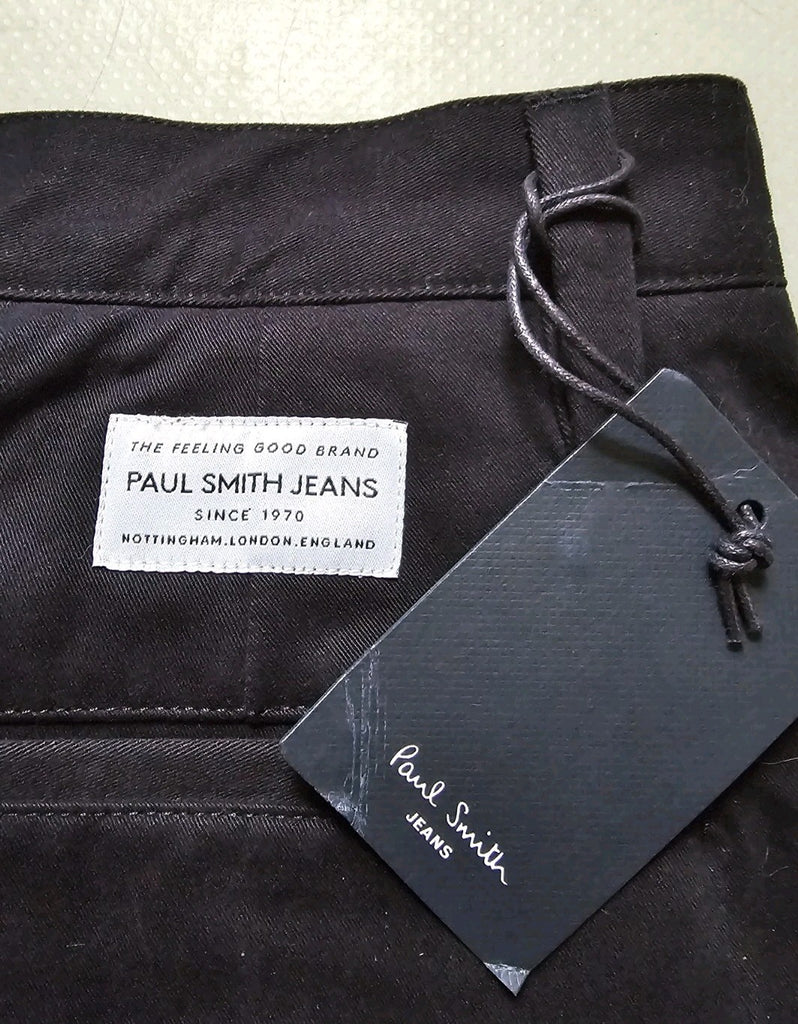 THE FEELING GOOD BRAND
PAUL SMITH JEANS
SINCE 1970
NOTTINGHAM.LONDON.ENGLAND
Paul Smith
JEANS